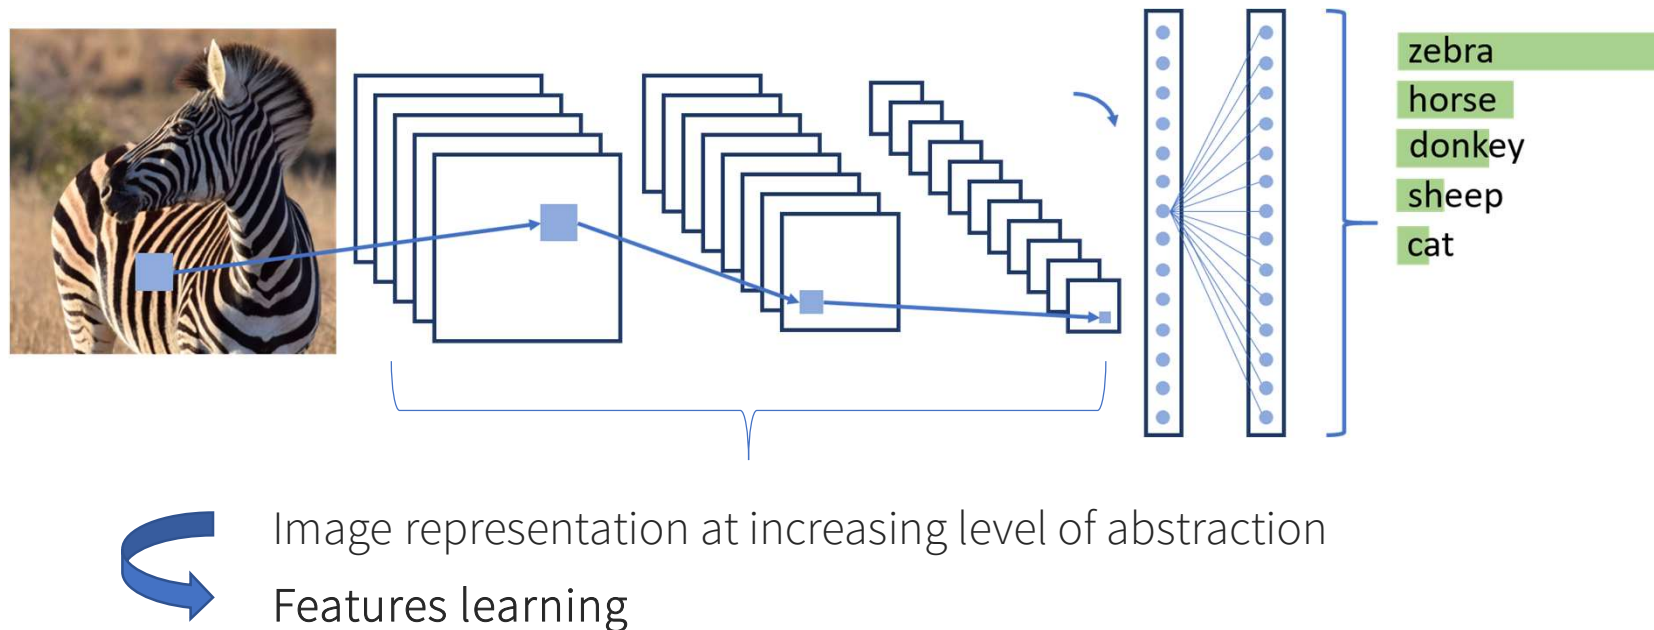 zebra
horse
donkey
sheep
cat
Image representation at increasing level of abstraction
Features learning